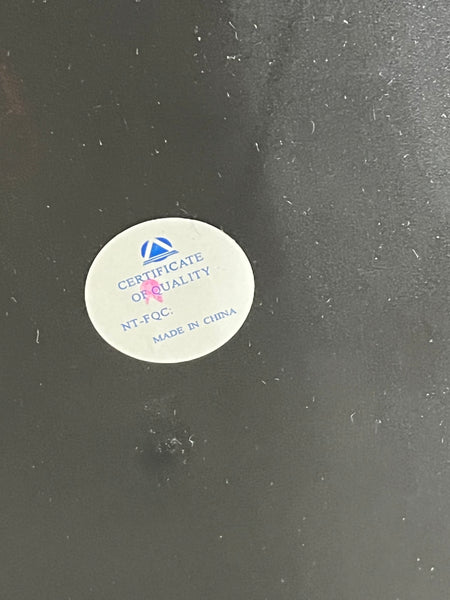 CERTIFICATE
OF QUALITY
NT-FQC:
MADE IN CHINA